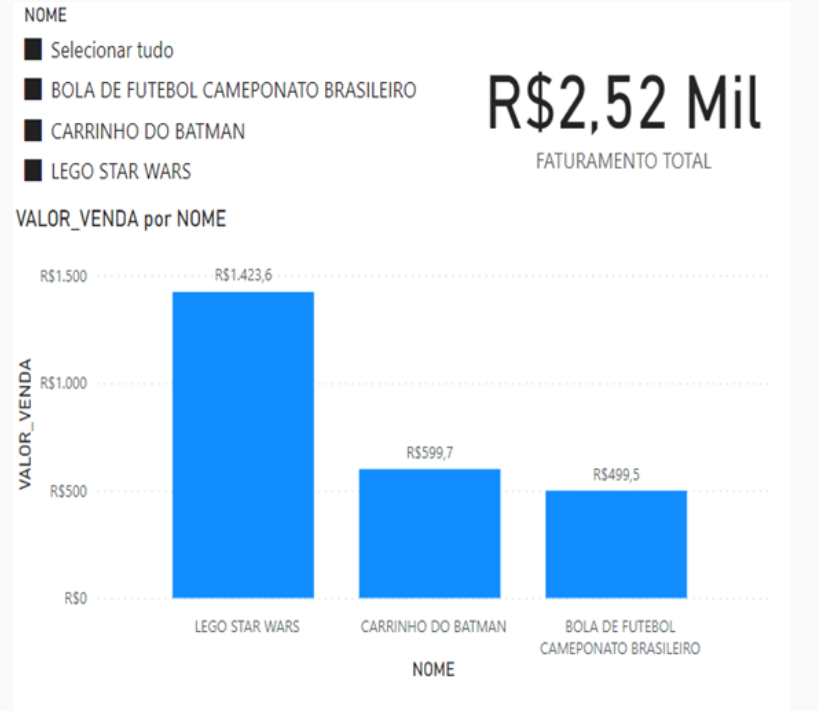 NOME
Selecionar tudo
BOLA DE FUTEBOL CAMEPONATO BRASILEIRO
CARRINHO DO BATMAN
LEGO STAR WARS
R$2,52 Mil
FATURAMENTO TOTAL
VALOR_VENDA por NOME
VALOR_VENDA
R$1.500
R$1.000
R$500
R$0
R$1.423,6
R$599,7
R$499,5
LEGO STAR WARS
CARRINHO DO BATMAN
BOLA DE FUTEBOL
CAMEPONATO BRASILEIRO
NOME